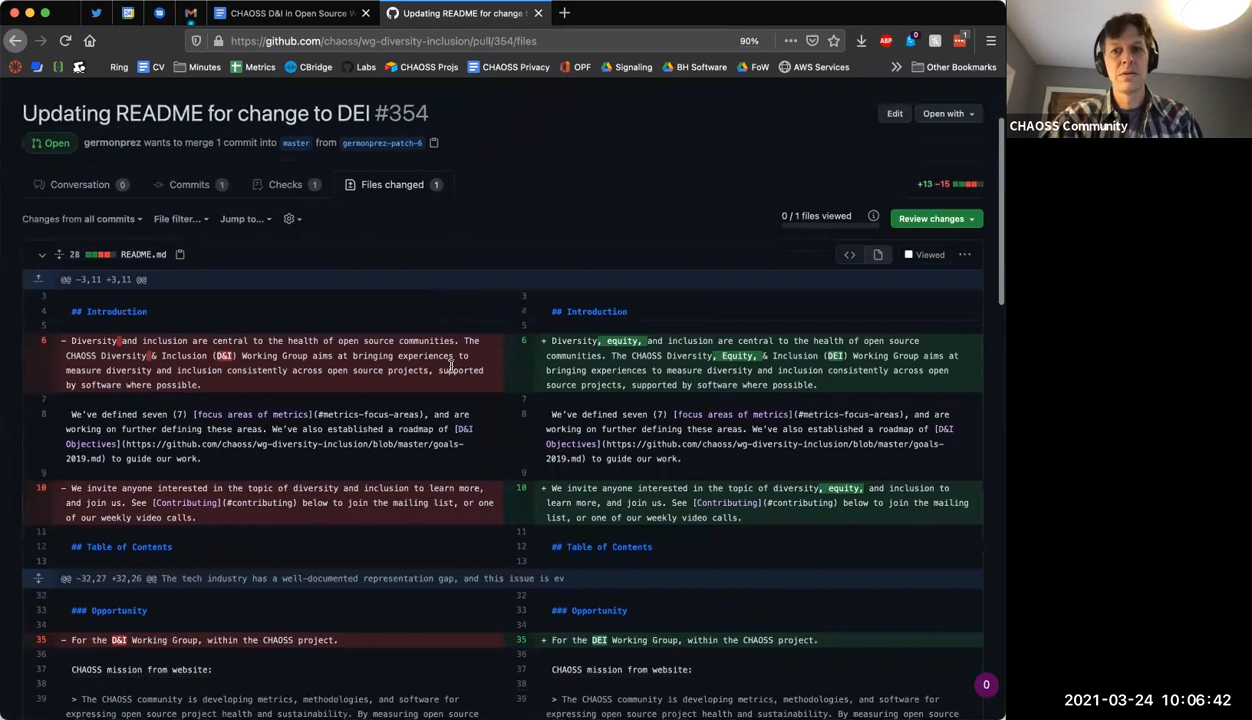 CHAOSS D&I in Open Source W
Updating README for change t
https://github.com/chaoss/wg-diversity-inclusion/pull/354/files
90%
ABP
0
1
Ring
CV
Minutes
Metrics
CBridge
Labs
CHAOSS Projs
CHAOSS Privacy
OPF
Signaling
BH Software
FoW
AWS Services
Other Bookmarks
Updating README for change to DEI #354
Edit
Open with
Open germonprez wants to merge 1 commit into master from germonprez-patch-6
Conversation 0
Commits 1
Checks 1
Files changed 1
+13 −15
Changes from all commits
File filter...
Jump to...
0 / 1 files viewed
Review changes
28 README.md
Viewed
@@ -3,11 +3,11 @@
3
4 ## Introduction
5
6 - Diversity and inclusion are central to the health of open source communities. The
CHAOSS Diversity & Inclusion (D&I) Working Group aims at bringing experiences to
measure diversity and inclusion consistently across open source projects, supported
by software where possible.
7
8 We've defined seven (7) [focus areas of metrics](#metrics-focus-areas), and are
working on further defining these areas. We've also established a roadmap of [D&I
Objectives](https://github.com/chaoss/wg-diversity-inclusion/blob/master/goals-
2019.md) to guide our work.
9
10 - We invite anyone interested in the topic of diversity and inclusion to learn more,
and join us. See [Contributing](#contributing) below to join the mailing list, or one
of our weekly video calls.
11
12 ## Table of Contents
13
3
4 ## Introduction
5
6 + Diversity, equity, and inclusion are central to the health of open source
communities. The CHAOSS Diversity, Equity, & Inclusion (DEI) Working Group aims at
bringing experiences to measure diversity and inclusion consistently across open
source projects, supported by software where possible.
7
8 We've defined seven (7) [focus areas of metrics](#metrics-focus-areas), and are
working on further defining these areas. We've also established a roadmap of [D&I
Objectives](https://github.com/chaoss/wg-diversity-inclusion/blob/master/goals-
2019.md) to guide our work.
9
10 + We invite anyone interested in the topic of diversity, equity, and inclusion to
learn more, and join us. See [Contributing](#contributing) below to join the mailing
list, or one of our weekly video calls.
11
12 ## Table of Contents
13
@@ -32,27 +32,26 @@ The tech industry has a well-documented representation gap, and this issue is ev
32
33 ### Opportunity
34
35 - For the D&I Working Group, within the CHAOSS project.
36
37 CHAOSS mission from website:
38
39 > The CHAOSS community is developing metrics, methodologies, and software for
expressing open source project health and sustainability. By measuring open source
32
33 ### Opportunity
34
35 + For the DEI Working Group, within the CHAOSS project.
36
37 CHAOSS mission from website:
38
39 > The CHAOSS community is developing metrics, methodologies, and software for
expressing open source project health and sustainability. By measuring open source
0
CHAOSS Community
2021-03-24 10:06:42